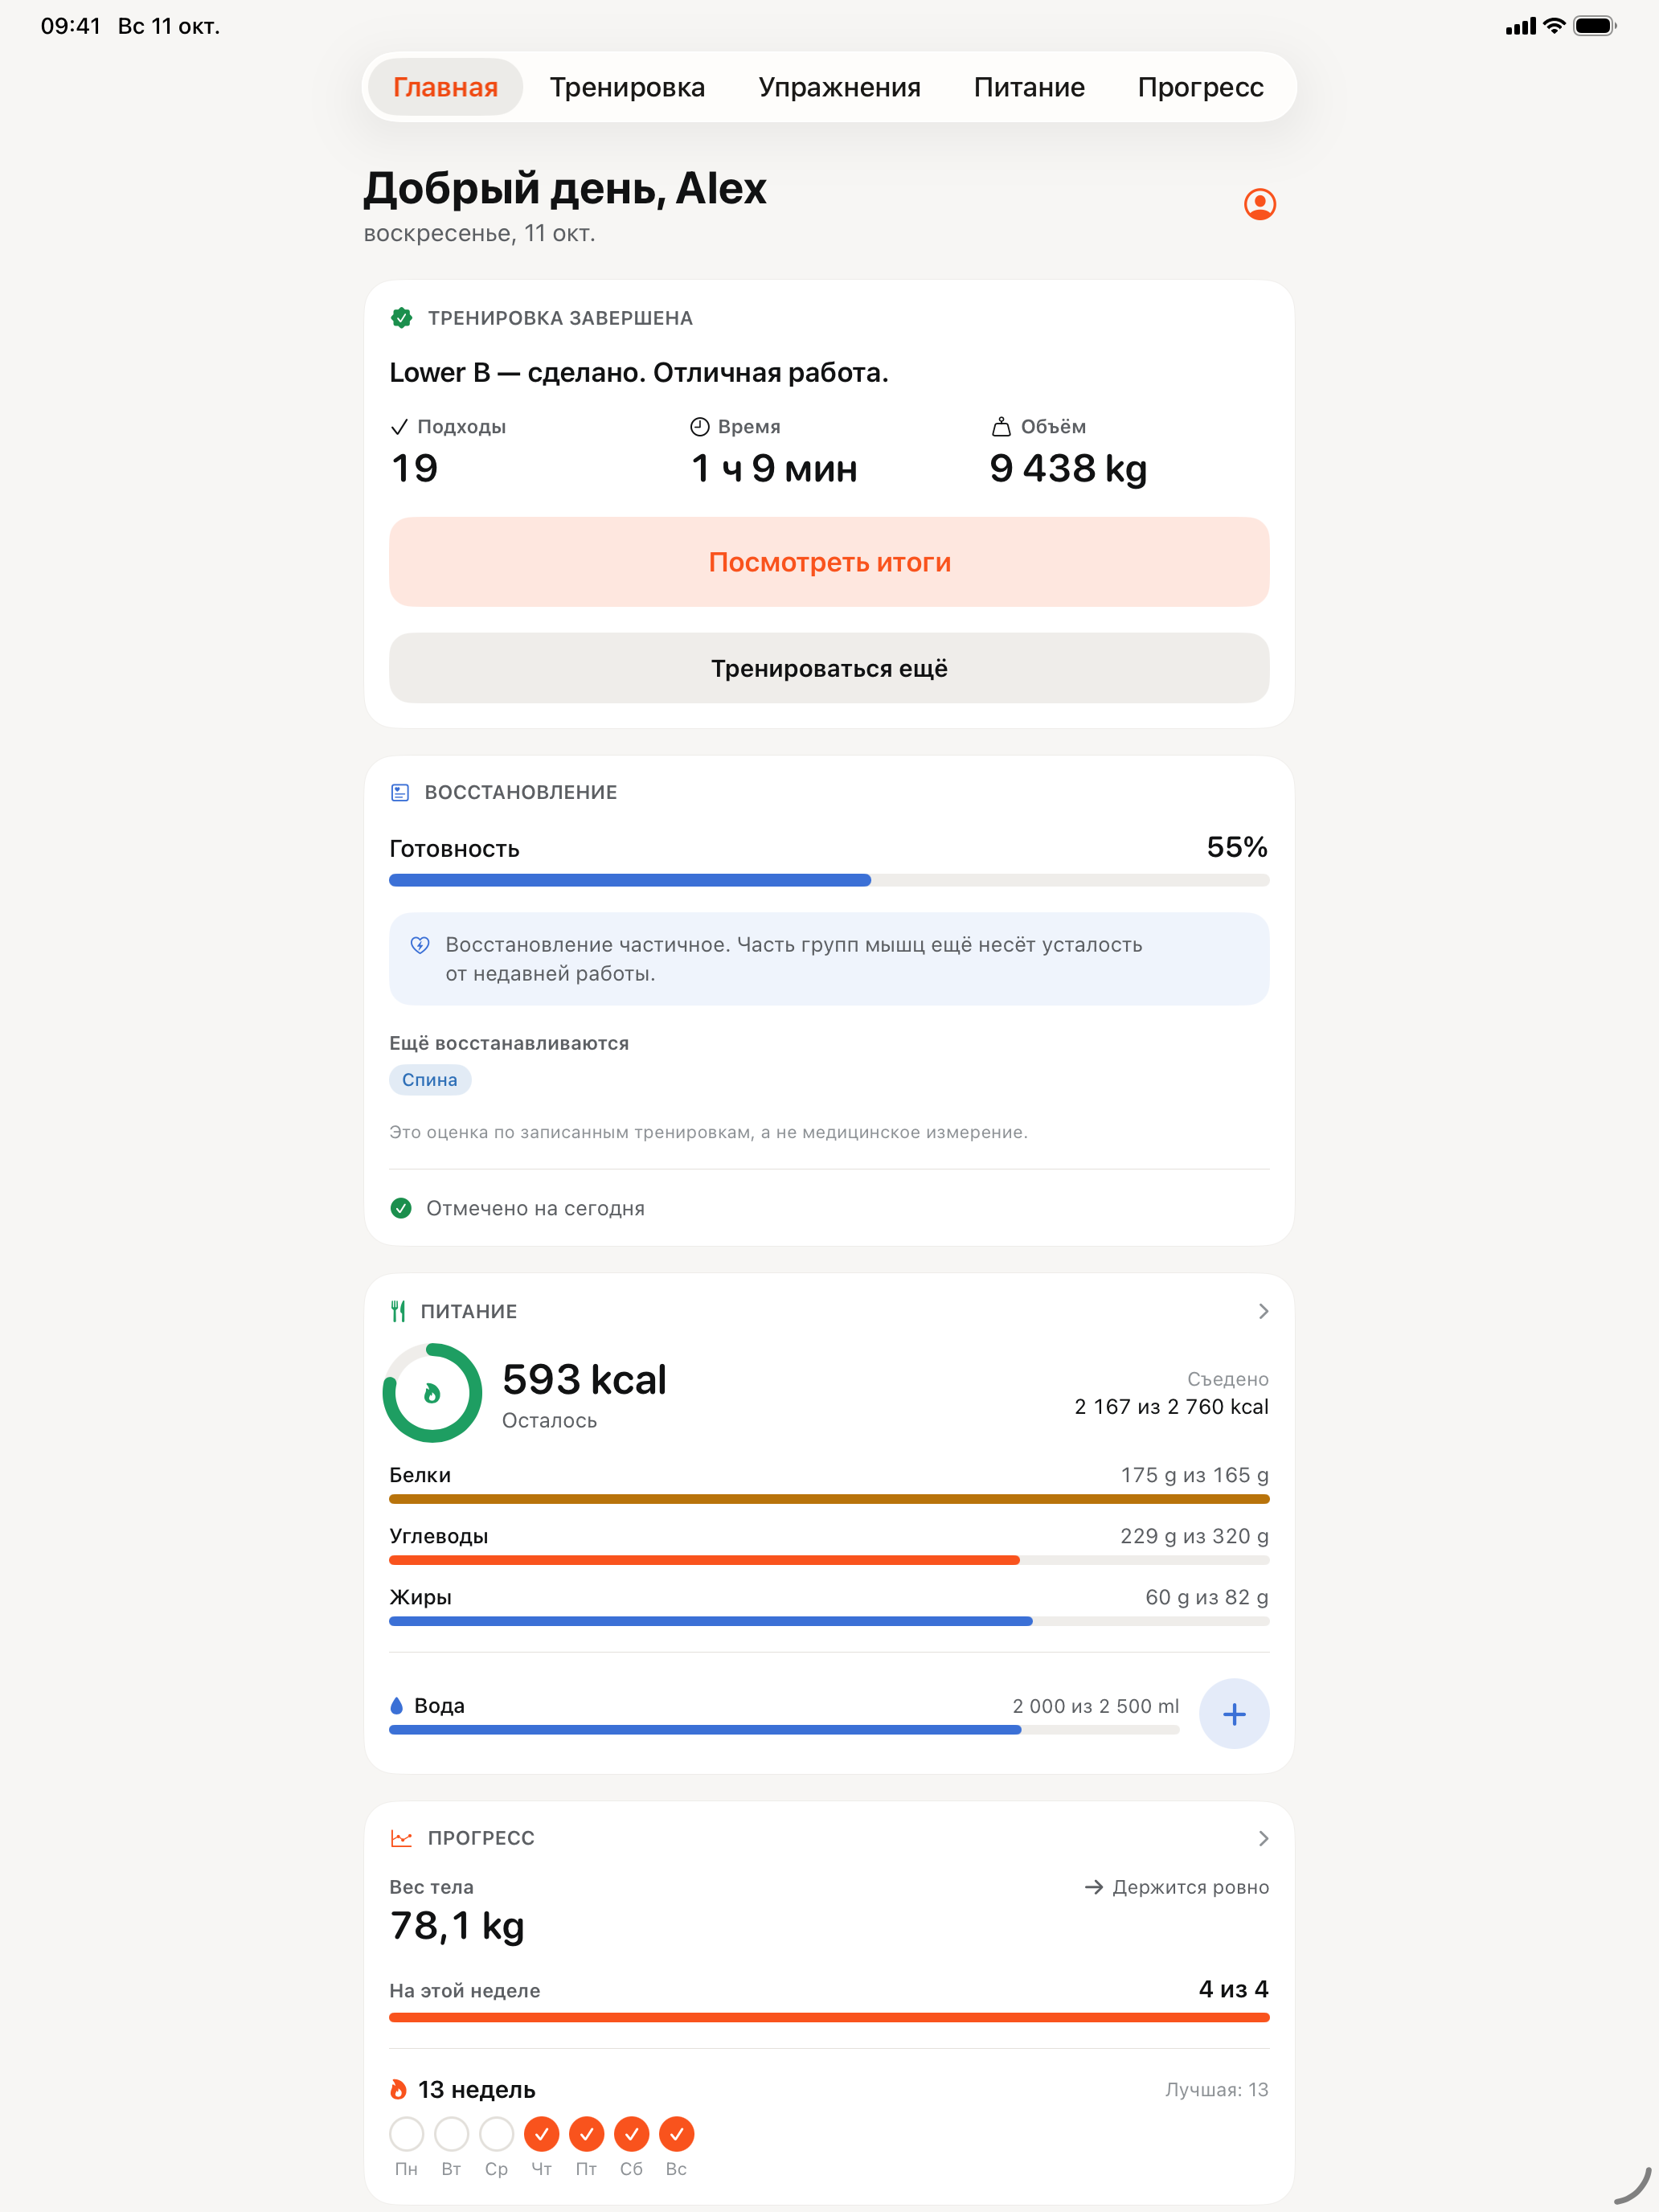 09:41 Вс 11 окт.
Главная Тренировка Упражнения Питание Прогресс
Добрый день, Alex
воскресенье, 11 окт.
ТРЕНИРОВКА ЗАВЕРШЕНА
Lower B — сделано. Отличная работа.
Подходы Время Объём
19 1 ч 9 мин 9 438 kg
Посмотреть итоги
Тренироваться ещё
ВОССТАНОВЛЕНИЕ
Готовность 55%
Восстановление частичное. Часть групп мышц ещё несёт усталость
от недавней работы.
Ещё восстанавливаются
Спина
Это оценка по записанным тренировкам, а не медицинское измерение.
Отмечено на сегодня
ПИТАНИЕ
593 kcal
Осталось
Съедено
2 167 из 2 760 kcal
Белки 175 g из 165 g
Углеводы 229 g из 320 g
Жиры 60 g из 82 g
Вода 2 000 из 2 500 ml
ПРОГРЕСС
Вес тела Держится ровно
78,1 kg
На этой неделе 4 из 4
13 недель Лучшая: 13
Пн Вт Ср Чт Пт Сб Вс